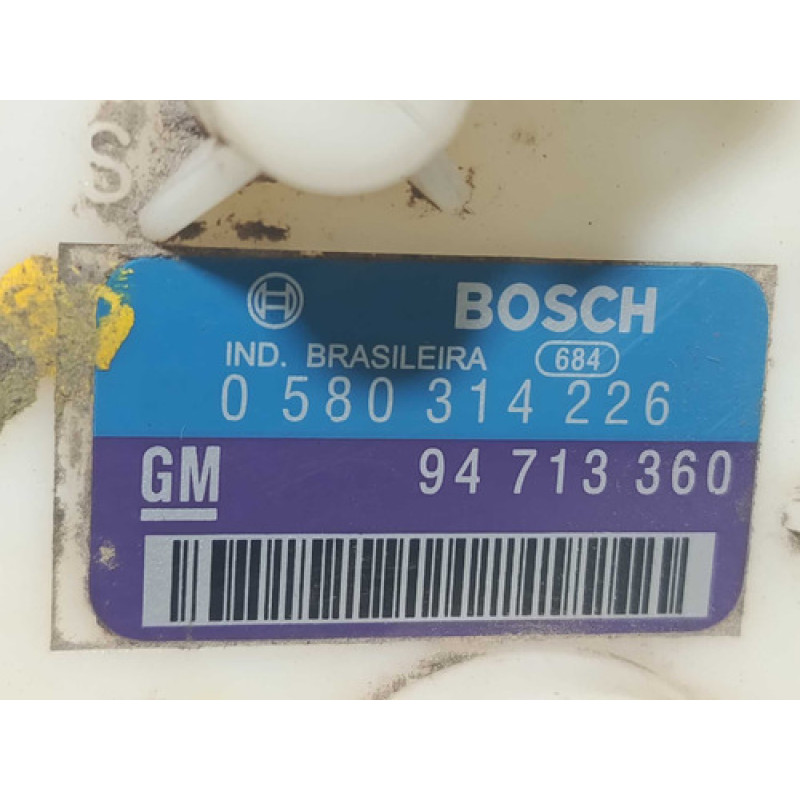 S
BOSCH
IND. BRASILEIRA 684
0 580 314 226
GM 94 713 360